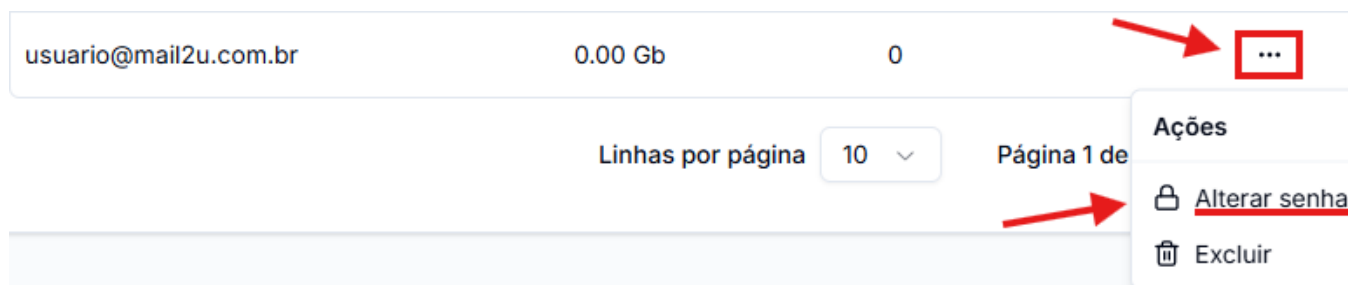 usuario@mail2u.com.br 0.00 Gb 0 ...
Linhas por página 10 Página 1 de
Ações
Alterar senha
Excluir